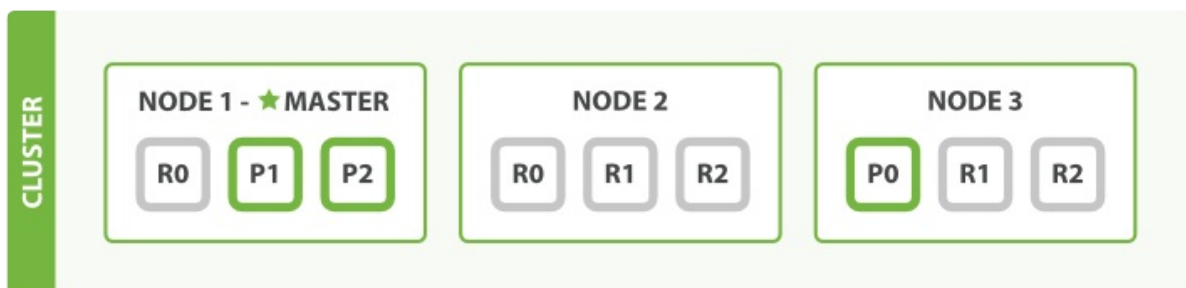 CLUSTER
NODE 1 - ★ MASTER
R0 P1 P2
NODE 2
R0 R1 R2
NODE 3
P0 R1 R2